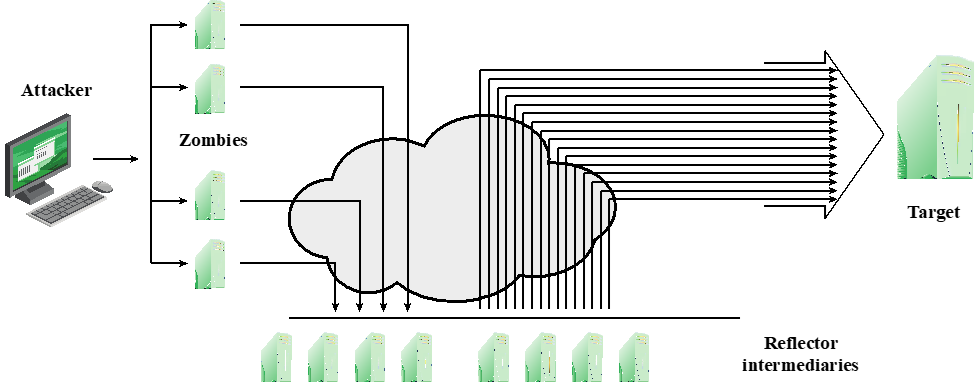 Attacker
Zombies
Target
Reflector
intermediaries